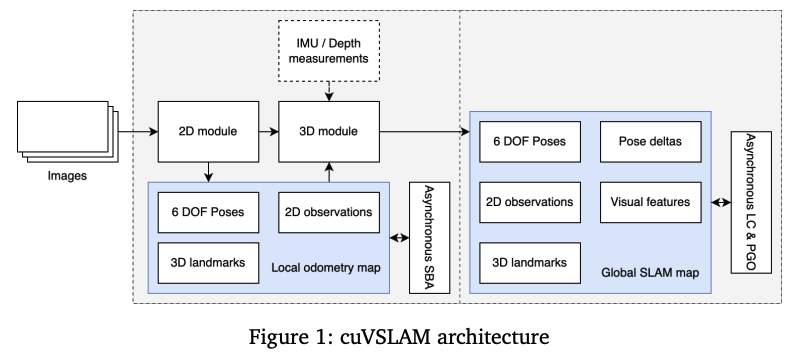 IMU / Depth
measurements
2D module
3D module
Images
6 DOF Poses
2D observations
3D landmarks
Local odometry map
Asynchronous SBA
6 DOF Poses
Pose deltas
2D observations
Visual features
3D landmarks
Global SLAM map
Asynchronous LC & PGO
Figure 1: cuVSLAM architecture